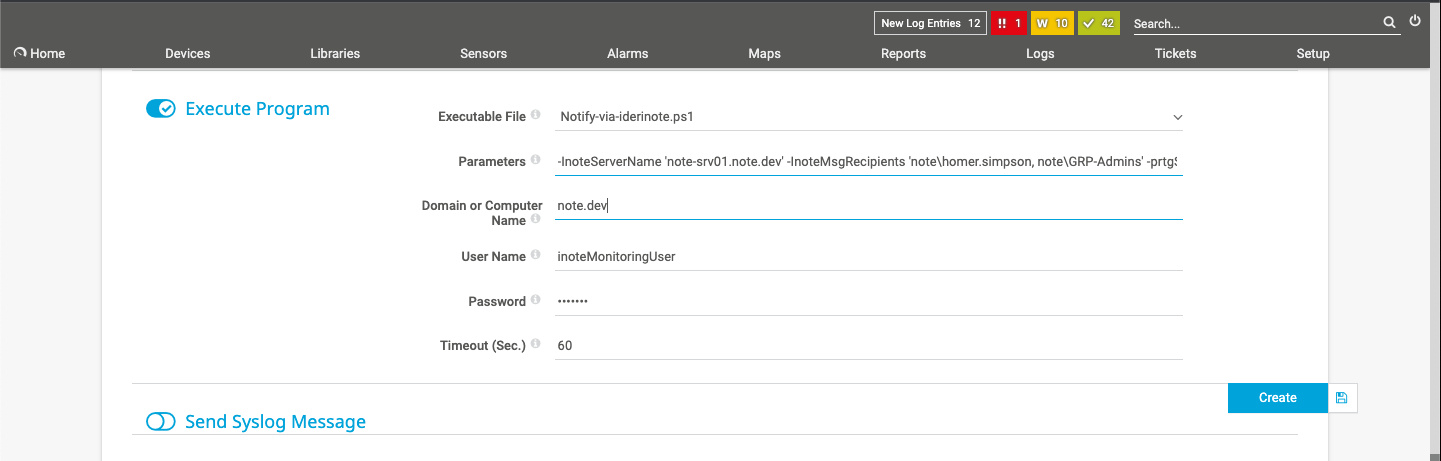 New Log Entries 12 !! 1 W 10 42 Search...
Home Devices Libraries Sensors Alarms Maps Reports Logs Tickets Setup
Execute Program
Executable File Notify-via-iderinote.ps1
Parameters -InoteServerName 'note-srv01.note.dev' -InoteMsgRecipients 'note\homer.simpson, note\GRP-Admins' -prtgS
Domain or Computer note.dev
Name
User Name inoteMonitoringUser
Password •••••••
Timeout (Sec.) 60
Create
Send Syslog Message